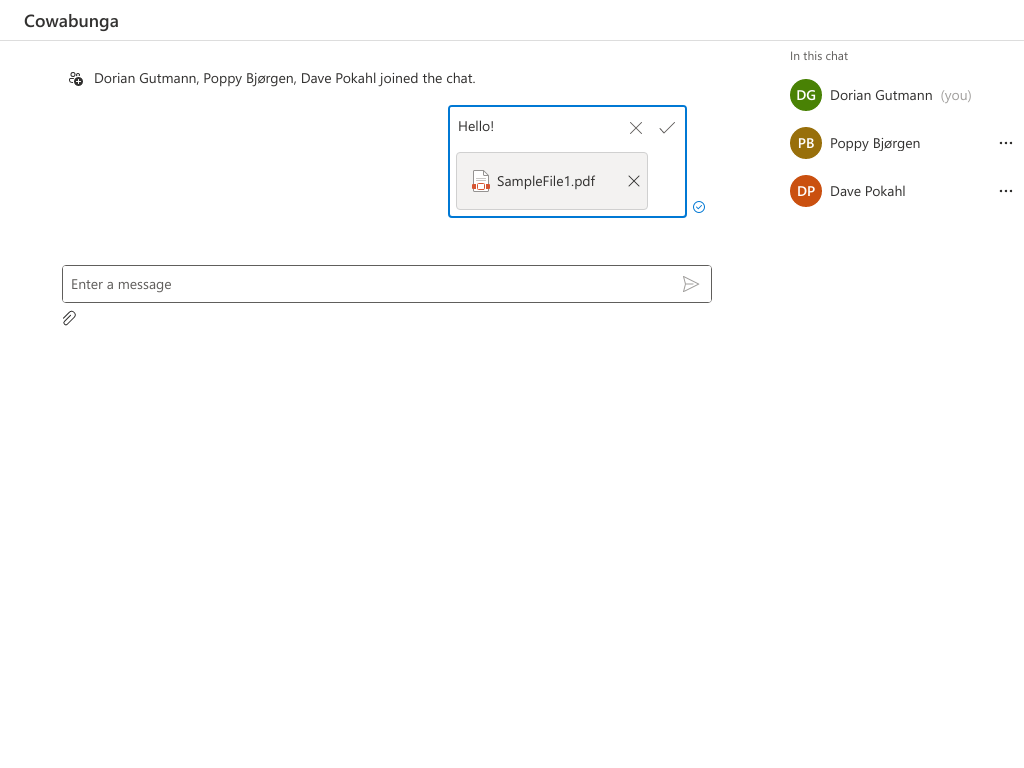 Cowabunga
Dorian Gutmann, Poppy Bjørgen, Dave Pokahl joined the chat.
Hello!
SampleFile1.pdf
Enter a message
In this chat
DG Dorian Gutmann (you)
PB Poppy Bjørgen
DP Dave Pokahl